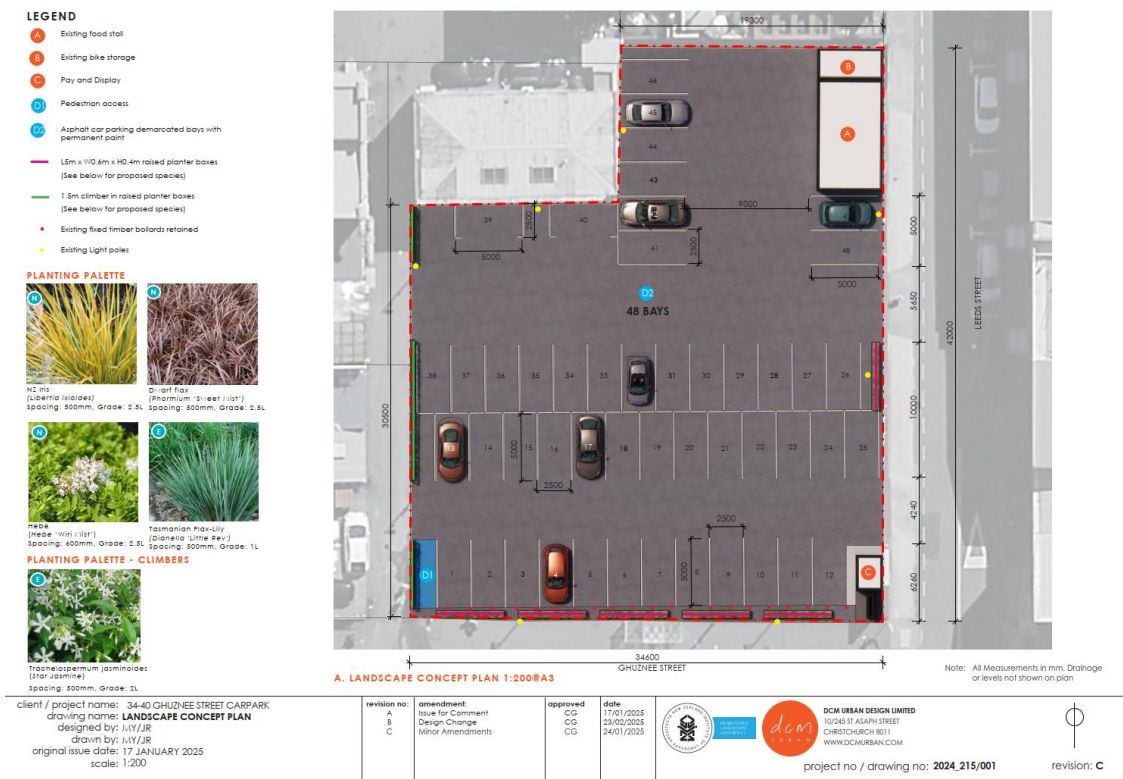 LEGEND
A Existing food stall
B Existing bike storage
C Pay and Display
D1 Pedestrian access
D2 Asphalt car parking demarcated bays with
permanent paint
L5m x W0.6m x H0.4m raised planter boxes
(See below for proposed species)
1.5m climber in raised planter boxes
(See below for proposed species)
Existing fixed timber bollards retained
Existing Light poles
PLANTING PALETTE
N
NZ Iris
(Libertia ixioides)
Spacing: 500mm, Grade: 2.5L
N
Dwarf flax
(Phormium 'Sweet Mist')
Spacing: 500mm, Grade: 2.5L
N
Hebe
(Hebe 'Wiri Mist')
Spacing: 600mm, Grade: 2.5L
E
Tasmanian Flax-Lily
(Dianella 'Little Rev')
Spacing: 500mm, Grade: 1L
PLANTING PALETTE - CLIMBERS
E
Trachelospermum jasminoides
(Star Jasmine)
Spacing: 500mm, Grade: 2L
19300
46
B
45
A
44
43
42
9000
39
2500
40
5000
41
2500
48
5000
5000
D2
48 BAYS
5650
LEEDS STREET
42000
38 37 36 35 34 33 31 30 29 28 27 26
10000
30500
13 14 15 16 17 18 19 20 21 22 23 24 25
5000
2500
4240
2500
D1 1 2 3 4 5 6 7 8 9 10 11 12 C
5000
6260
34600
GHUZNEE STREET
A. LANDSCAPE CONCEPT PLAN 1:200@A3
Note: All Measurements in mm. Drainage
or levels not shown on plan
client / project name: 34-40 GHUZNEE STREET CARPARK
drawing name: LANDSCAPE CONCEPT PLAN
designed by: MY/JR
drawn by: MY/JR
original issue date: 17 JANUARY 2025
scale: 1:200
revision no: amendment: approved date
A Issue for Comment CG 17/01/2025
B Design Change CG 23/02/2025
C Minor Amendments CG 24/01/2025
REGISTERED
LANDSCAPE
ARCHITECT
dcm
URBAN
DCM URBAN DESIGN LIMITED
10/245 ST ASAPH STREET
CHRISTCHURCH 8011
WWW.DCMURBAN.COM
project no / drawing no: 2024_215/001
revision: C